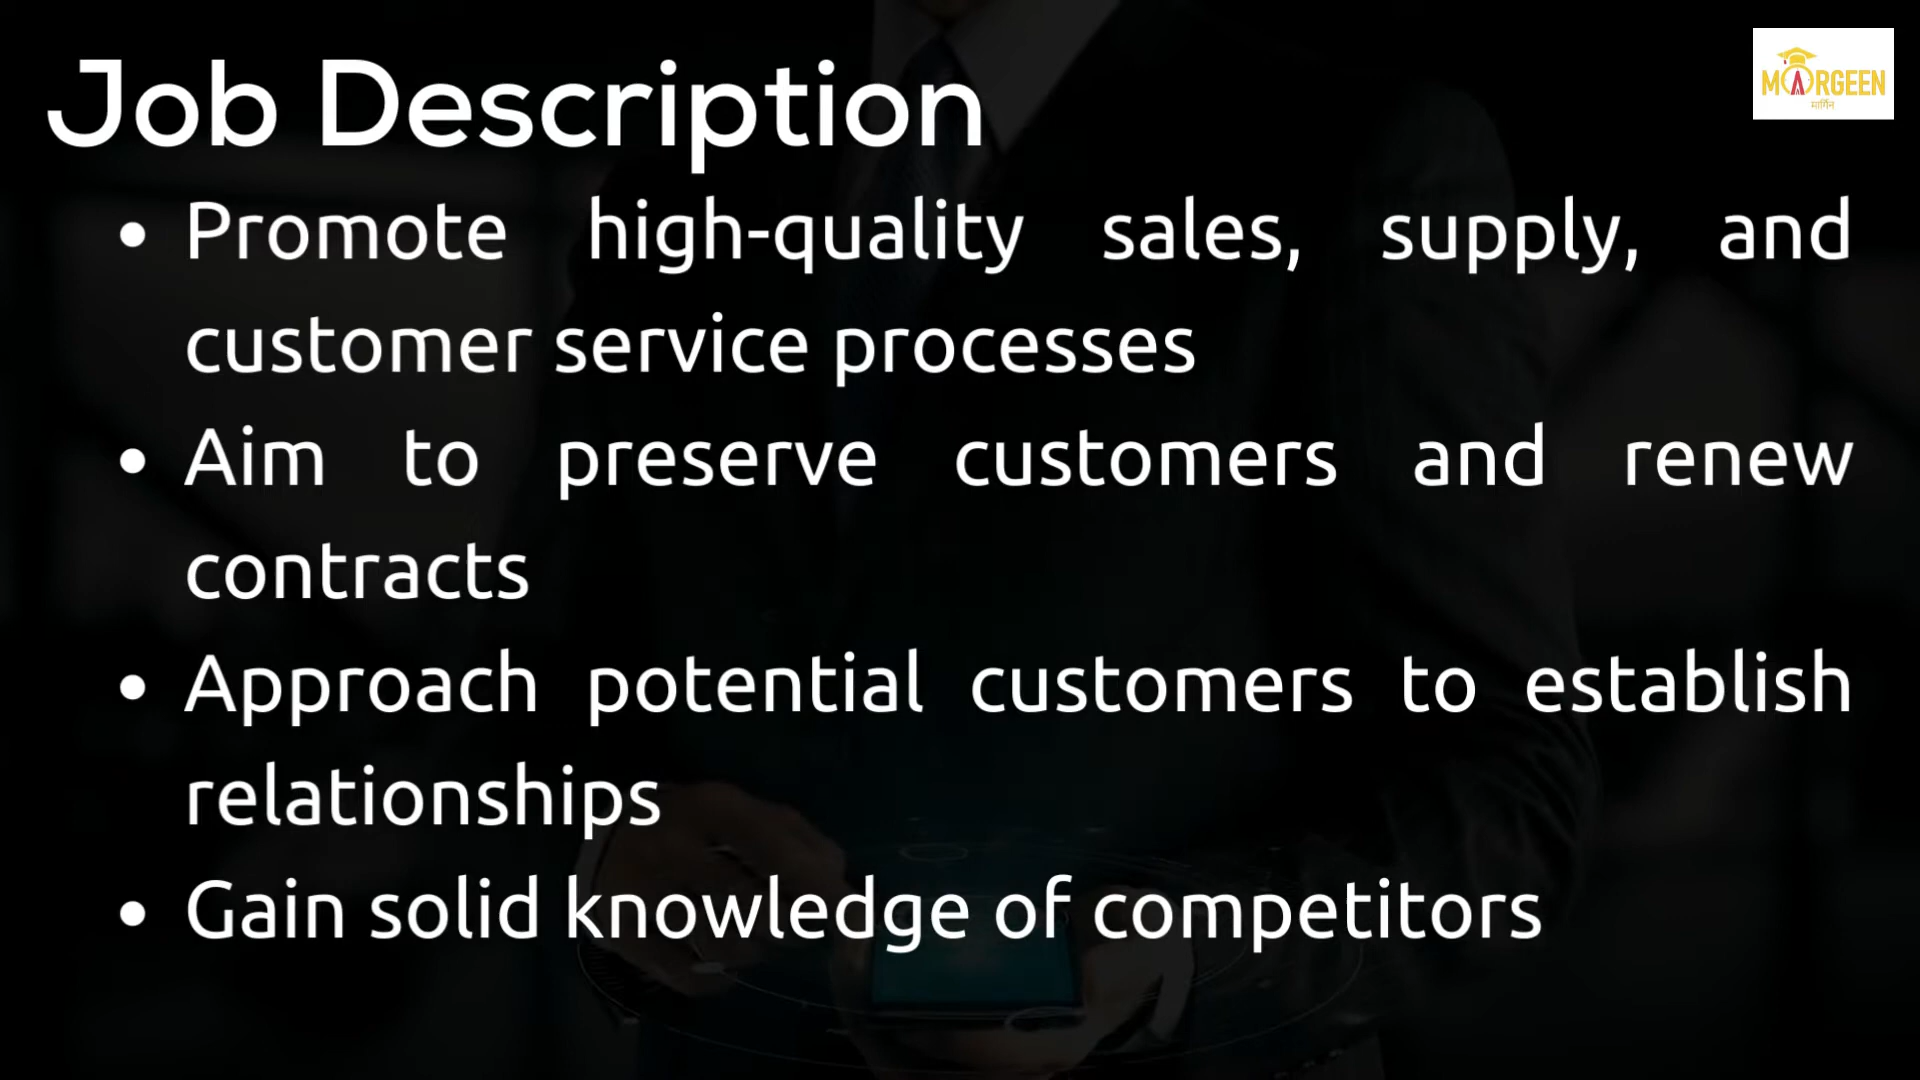 Job Description
MARGEEN
मार्गिन
• Promote high-quality sales, supply, and
customer service processes
• Aim to preserve customers and renew
contracts
• Approach potential customers to establish
relationships
• Gain solid knowledge of competitors